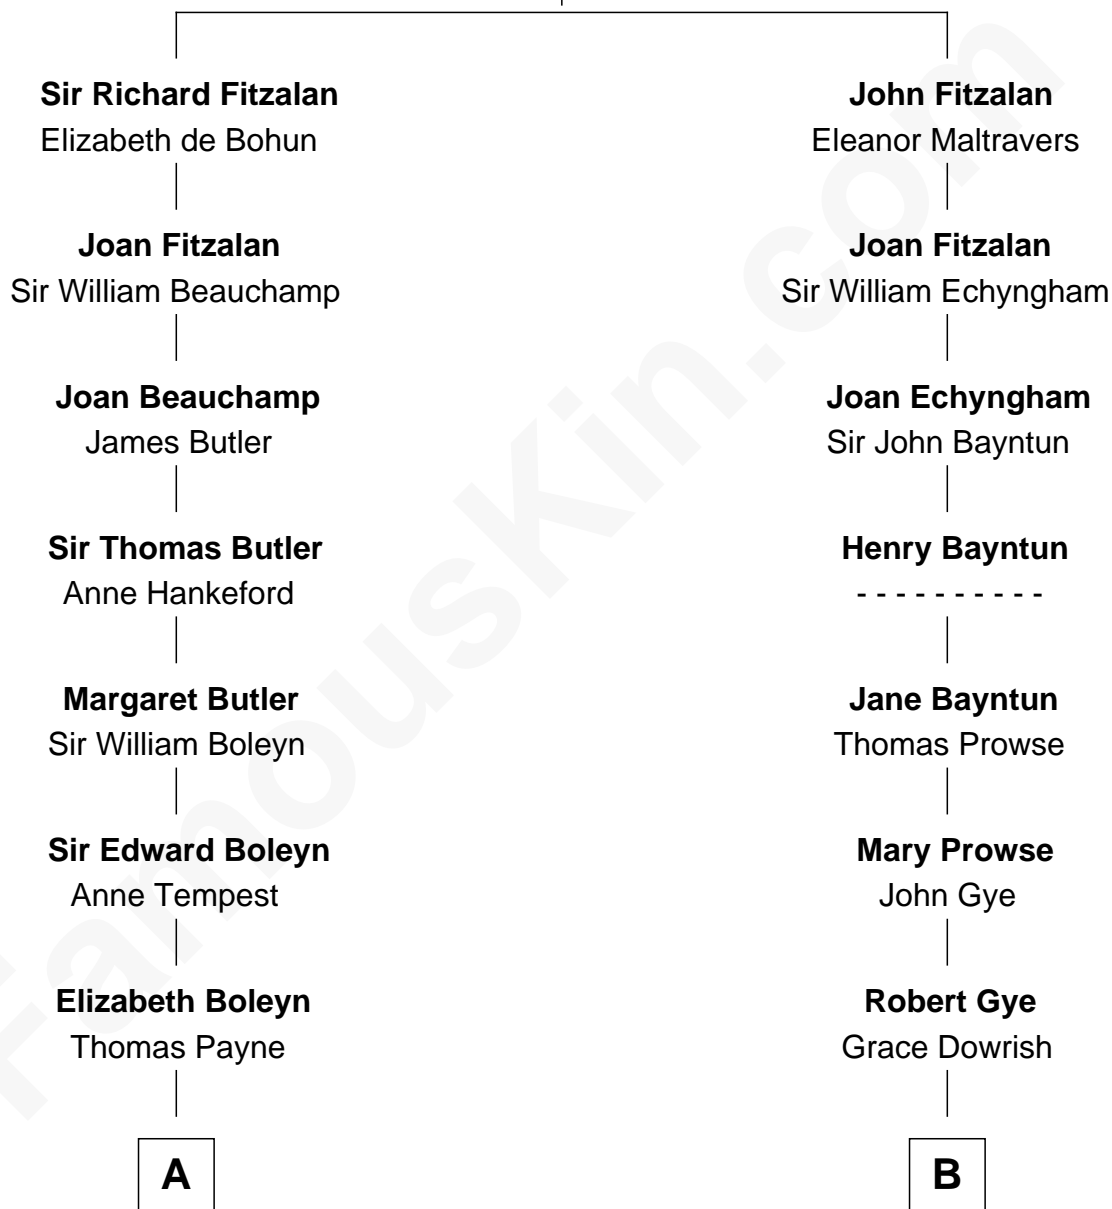 Sir Richard Fitzalan
Elizabeth de Bohun
Joan Fitzalan
Sir William Beauchamp
Joan Beauchamp
James Butler
Sir Thomas Butler
Anne Hankeford
Margaret Butler
Sir William Boleyn
Sir Edward Boleyn
Anne Tempest
Elizabeth Boleyn
Thomas Payne
A
John Fitzalan
Eleanor Maltravers
Joan Fitzalan
Sir William Echyngham
Joan Echyngham
Sir John Bayntun
Henry Bayntun
- - - - - - - - - -
Jane Bayntun
Thomas Prowse
Mary Prowse
John Gye
Robert Gye
Grace Dowrish
B
FamousKin.com